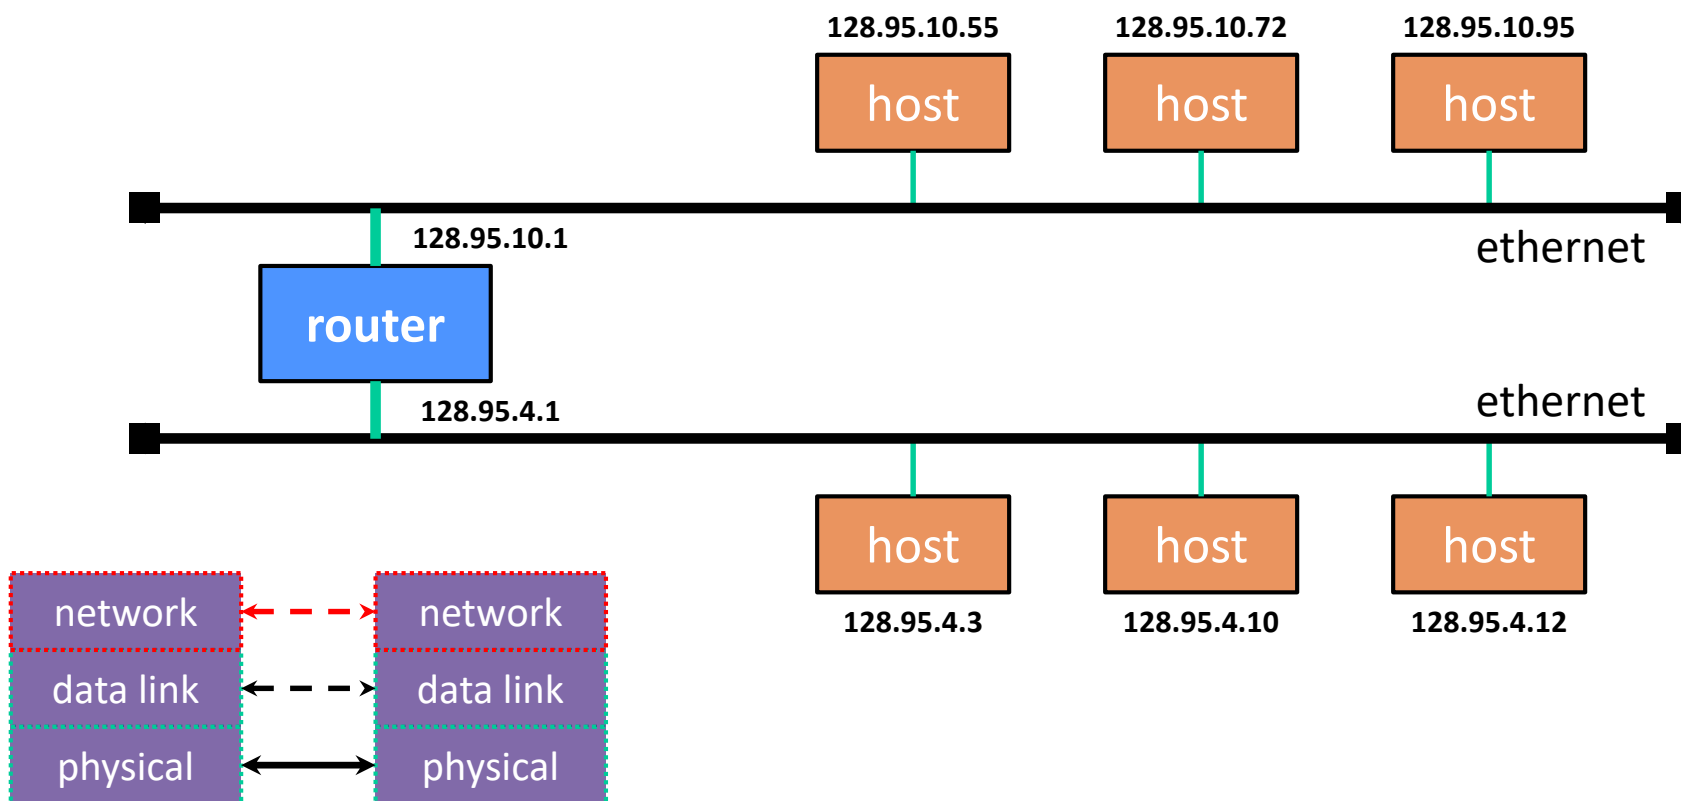 128.95.10.55 128.95.10.72 128.95.10.95
host host host
128.95.10.1
ethernet
router
128.95.4.1
ethernet
host host host
128.95.4.3 128.95.4.10 128.95.4.12
network network
data link data link
physical physical